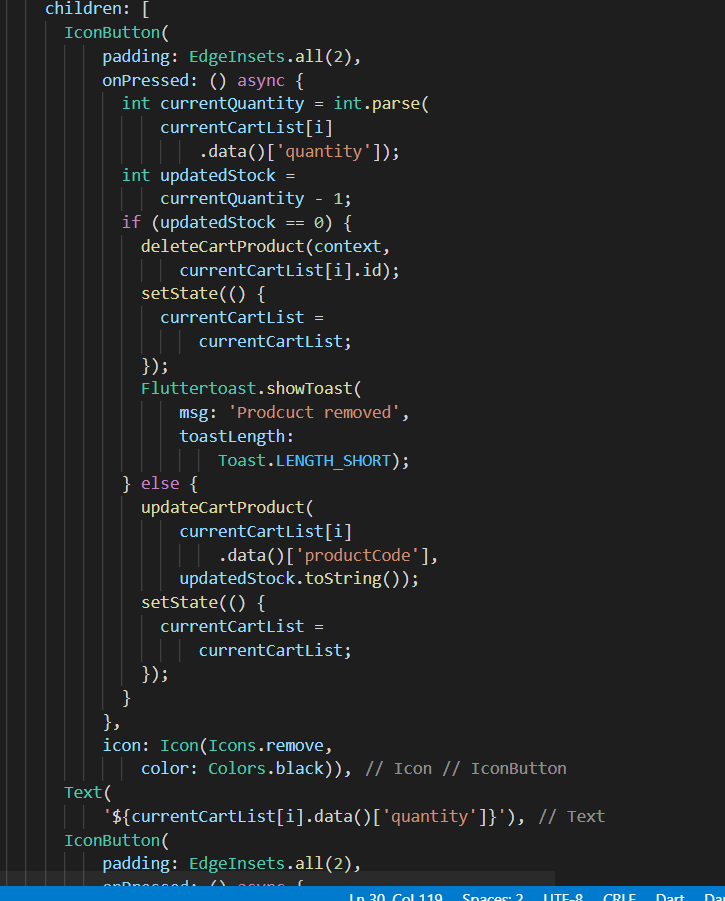 children: [
IconButton(
padding: EdgeInsets.all(2),
onPressed: () async {
int currentQuantity = int.parse(
currentCartList[i]
.data()['quantity']);
int updatedStock =
currentQuantity - 1;
if (updatedStock == 0) {
deleteCartProduct(context,
currentCartList[i].id);
setState(() {
currentCartList =
currentCartList;
});
Fluttertoast.showToast(
msg: 'Prodcuct removed',
toastLength:
Toast.LENGTH_SHORT);
} else {
updateCartProduct(
currentCartList[i]
.data()['productCode'],
updatedStock.toString());
setState(() {
currentCartList =
currentCartList;
});
}
},
icon: Icon(Icons.remove,
color: Colors.black)), // Icon // IconButton
Text(
'${currentCartList[i].data()['quantity']}'), // Text
IconButton(
padding: EdgeInsets.all(2),
onPressed: () async {
Ln 30, Col 119 Spaces: 2 UTF-8 CRLF Dart